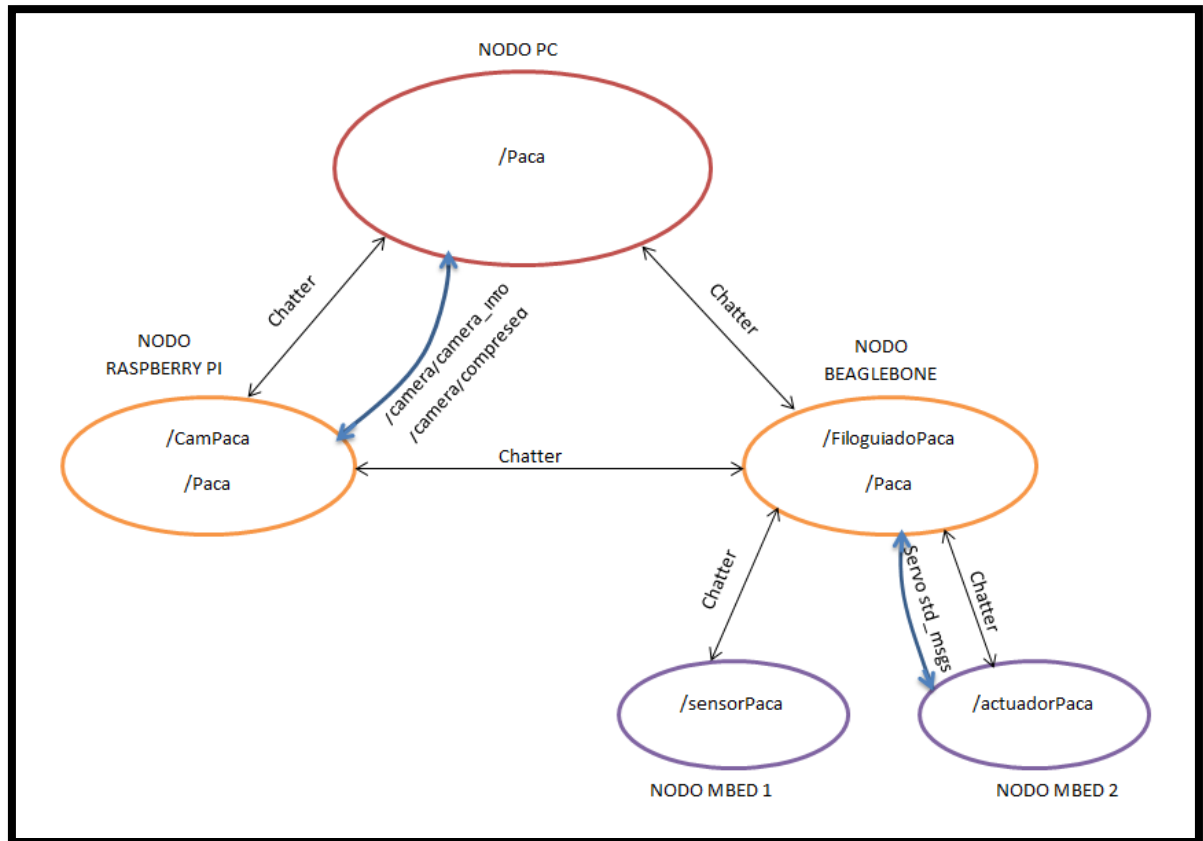 NODO PC
/Paca
Chatter
/camera/camera_info
/camera/compresed
Chatter
NODO
RASPBERRY PI
NODO
BEAGLEBONE
/CamPaca
/Paca
Chatter
/FiloguiadoPaca
/Paca
Chatter
Servo std_msgs
Chatter
/sensorPaca
/actuadorPaca
NODO MBED 1
NODO MBED 2